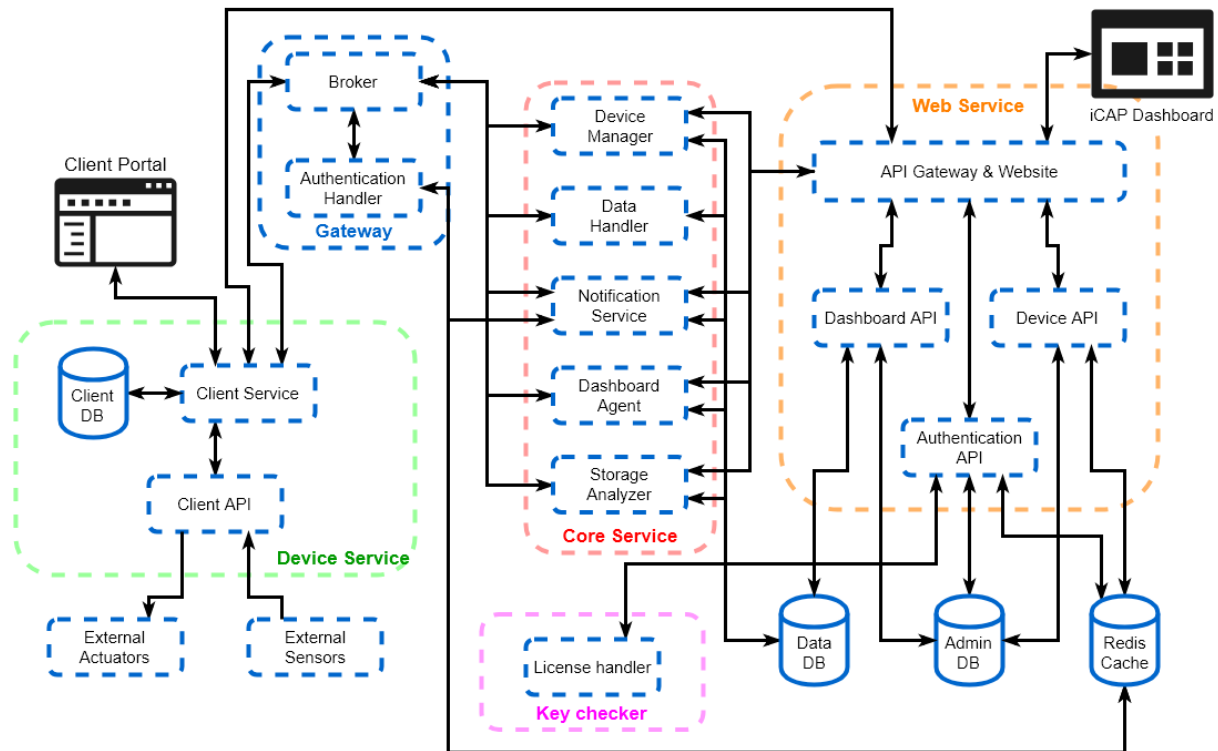 Broker
Authentication
Handler
Gateway
Client Portal
Device
Manager
Data
Handler
Notification
Service
Dashboard
Agent
Storage
Analyzer
Core Service
Web Service
iCAP Dashboard
API Gateway & Website
Dashboard API
Device API
Authentication
API
Client
DB
Client Service
Client API
Device Service
External
Actuators
External
Sensors
License handler
Key checker
Data
DB
Admin
DB
Redis
Cache